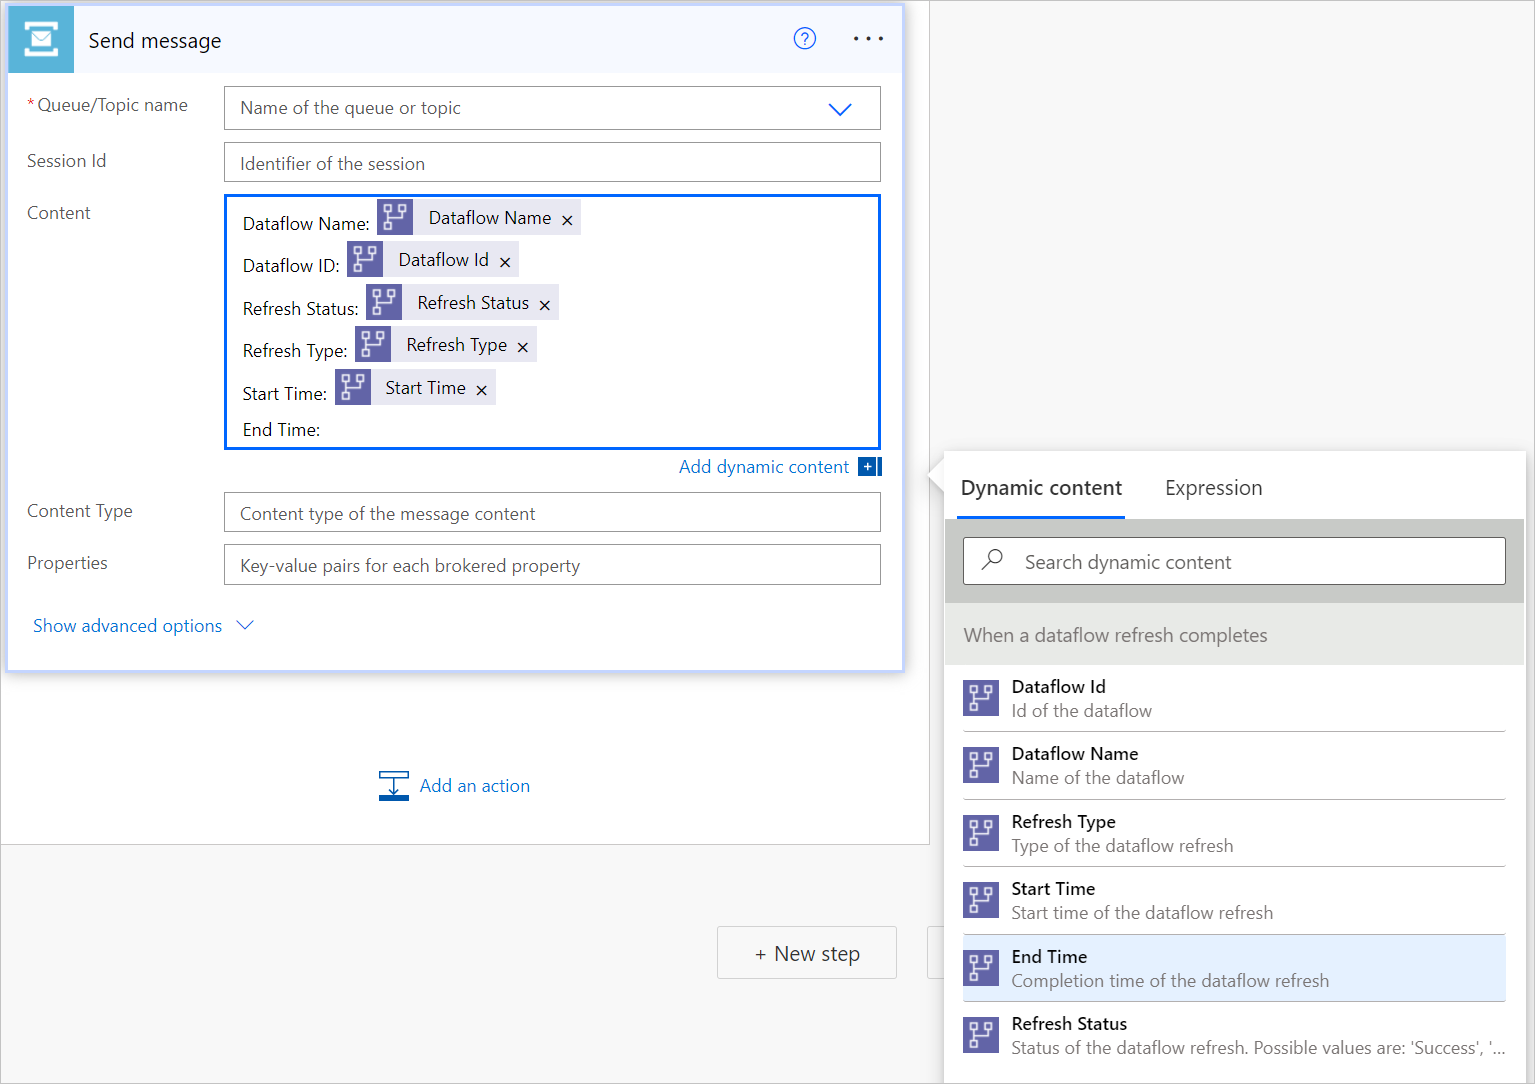 Send message
?
...
* Queue/Topic name
Name of the queue or topic
Session Id
Identifier of the session
Content
Dataflow Name: Dataflow Name ×
Dataflow ID: Dataflow Id ×
Refresh Status: Refresh Status ×
Refresh Type: Refresh Type ×
Start Time: Start Time ×
End Time:
Add dynamic content +
Content Type
Content type of the message content
Properties
Key-value pairs for each brokered property
Show advanced options
Add an action
+ New step
Dynamic content
Expression
Search dynamic content
When a dataflow refresh completes
Dataflow Id
Id of the dataflow
Dataflow Name
Name of the dataflow
Refresh Type
Type of the dataflow refresh
Start Time
Start time of the dataflow refresh
End Time
Completion time of the dataflow refresh
Refresh Status
Status of the dataflow refresh. Possible values are: 'Success', '...